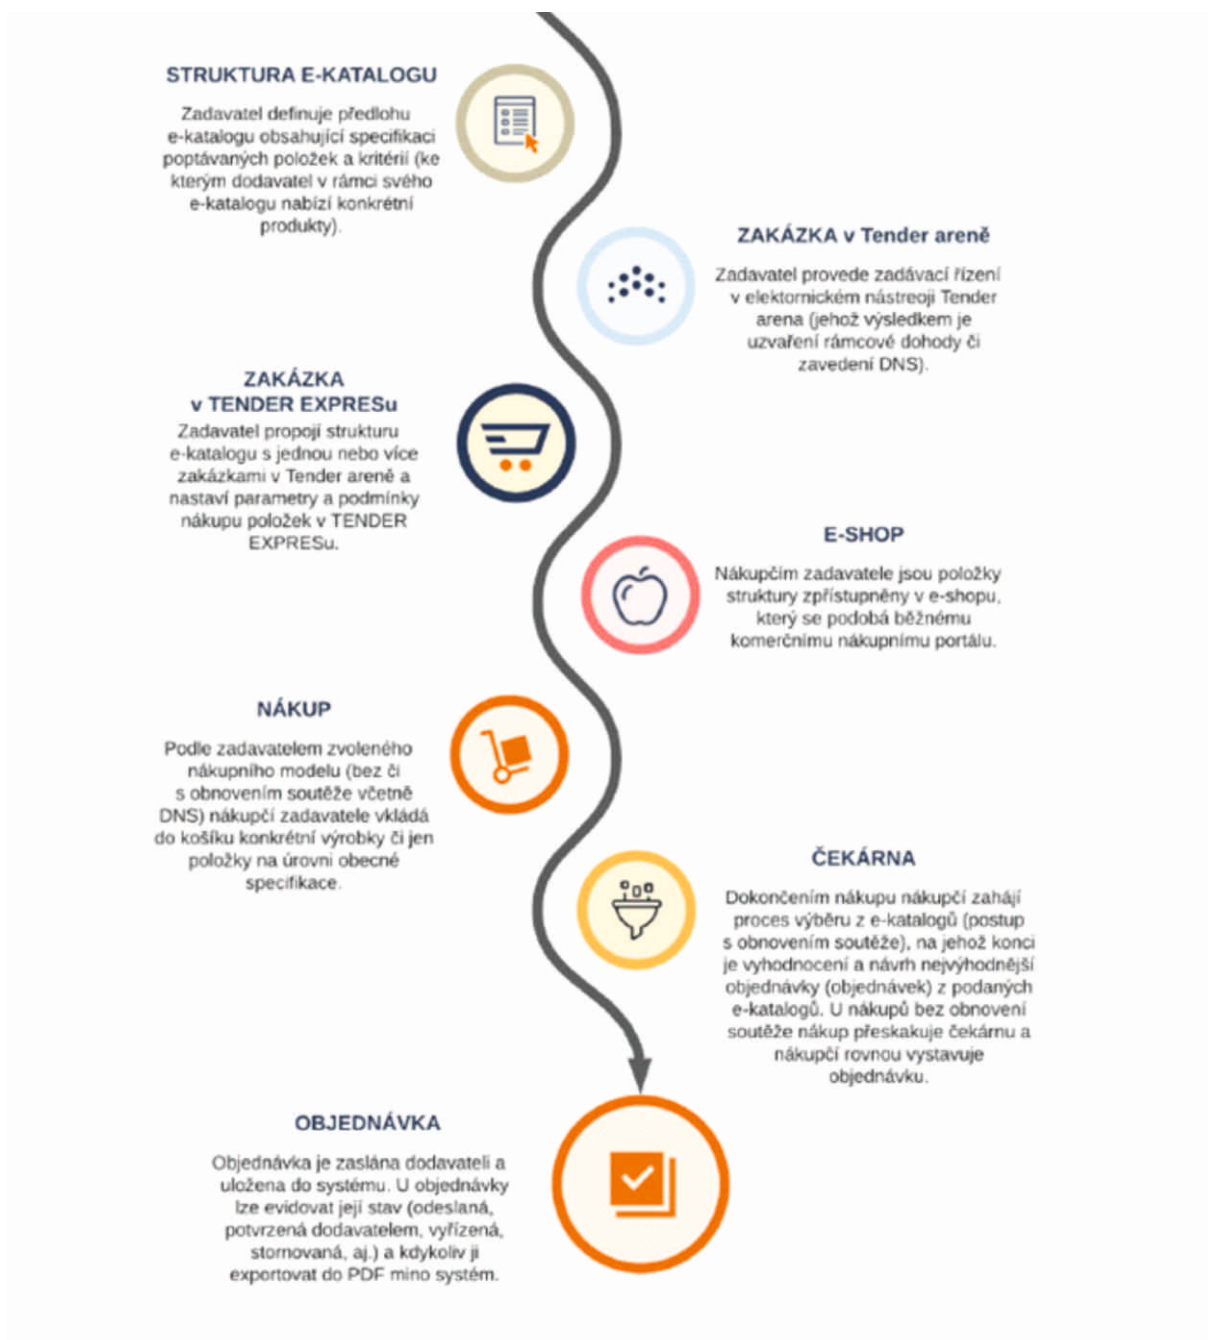 STRUKTURA E-KATALOGU
Zadavatel definuje předlohu
e-katalogu obsahující specifikaci
poptávaných položek a kritérií (ke
kterým dodavatel v rámci svého
e-katalogu nabízí konkrétní
produkty).
ZAKÁZKA v Tender areně
Zadavatel provede zadávací řízení
v elektornickém nástreoji Tender
arena (jehož výsledkem je
uzvaření rámcové dohody či
zavedení DNS).
ZAKÁZKA
v TENDER EXPRESu
Zadavatel propojí strukturu
e-katalogu s jednou nebo více
zakázkami v Tender areně a
nastaví parametry a podmínky
nákupu položek v TENDER
EXPRESu.
E-SHOP
Nákupčím zadavatele jsou položky
struktury zpřístupněny v e-shopu,
který se podobá běžnému
komerčnímu nákupnímu portálu.
NÁKUP
Podle zadavatelem zvoleného
nákupního modelu (bez či
s obnovením soutěže včetně
DNS) nákupčí zadavatele vkládá
do košíku konkrétní výrobky či jen
položky na úrovni obecné
specifikace.
ČEKÁRNA
Dokončením nákupu nákupčí zahájí
proces výběru z e-katalogů (postup
s obnovením soutěže), na jehož konci
je vyhodnocení a návrh nejvýhodnější
objednávky (objednávek) z podaných
e-katalogů. U nákupů bez obnovení
soutěže nákup přeskakuje čekárnu a
nákupčí rovnou vystavuje
objednávku.
OBJEDNÁVKA
Objednávka je zaslána dodavateli a
uložena do systému. U objednávky
lze evidovat její stav (odeslaná,
potvrzená dodavatelem, vyřízená,
stornovaná, aj.) a kdykoliv ji
exportovat do PDF mino systém.